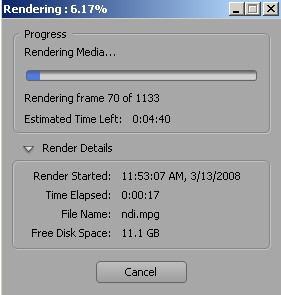 Rendering : 6.17%
Progress
Rendering Media...
Rendering frame 70 of 1133
Estimated Time Left: 0:04:40
Render Details
Render Started: 11:53:07 AM, 3/13/2008
Time Elapsed: 0:00:17
File Name: ndi.mpg
Free Disk Space: 11.1 GB
Cancel